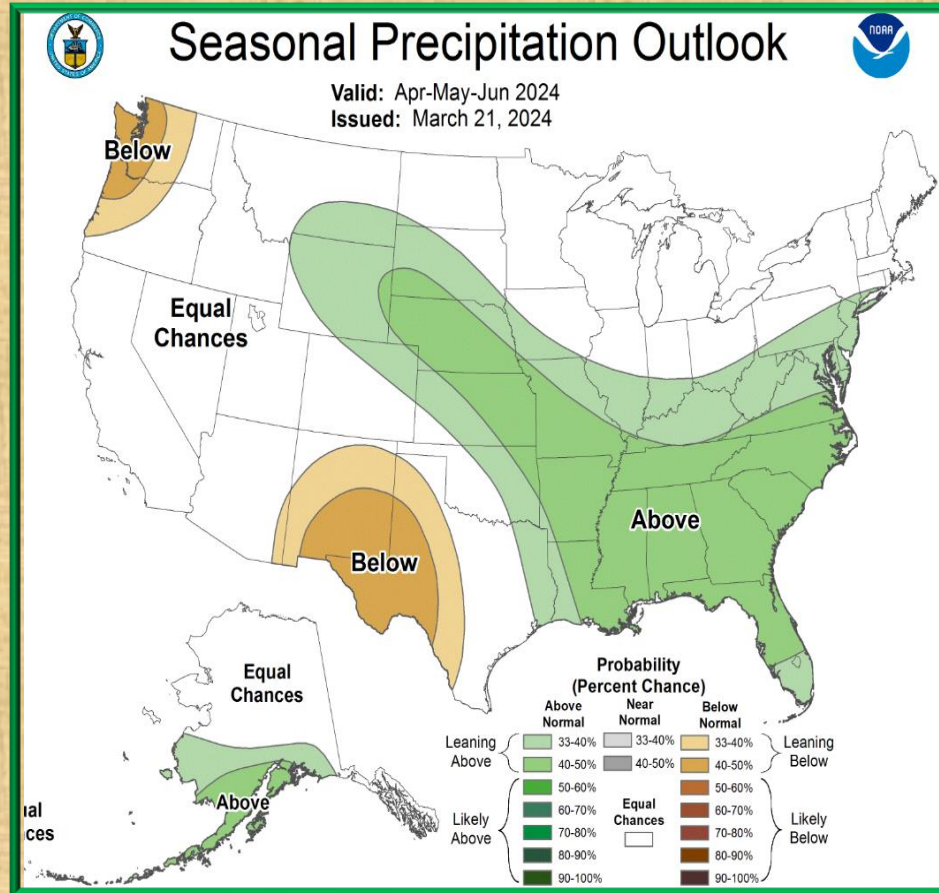 Seasonal Precipitation Outlook
NOAA
Valid: Apr-May-Jun 2024
Issued: March 21, 2024
Below
Equal
Chances
Above
Below
Equal
Chances
Above
ual
ces
Probability
(Percent Chance)
Above
Normal
Near
Normal
Below
Normal
Leaning
Above
33-40% 33-40% 33-40%
40-50% 40-50% 40-50%
Leaning
Below
Likely
Above
50-60% 50-60%
60-70% Equal 60-70%
70-80% Chances 70-80%
80-90% 80-90%
90-100% 90-100%
Likely
Below